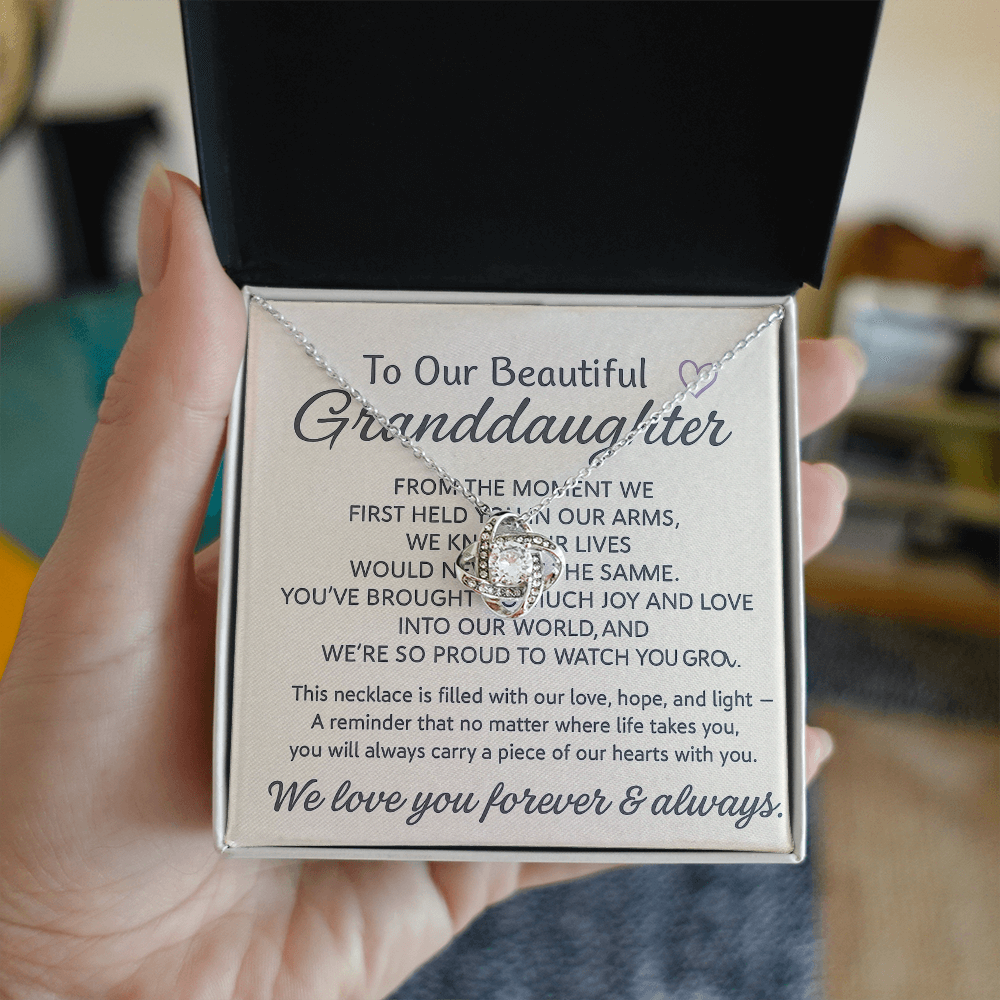 To Our Beautiful
Granddaughter
FROM THE MOMENT WE
FIRST HELD IN OUR ARMS,
WE LIVES
WOULD HE SAMME.
YOU'VE BROUGHT MUCH JOY AND LOVE
INTO OUR WORLD, AND
WE'RE SO PROUD TO WATCH YOU GRO.
This necklace is filled with our love, hope, and light –
A reminder that no matter where life takes you,
you will always carry a piece of our hearts with you.
We love you forever & always.